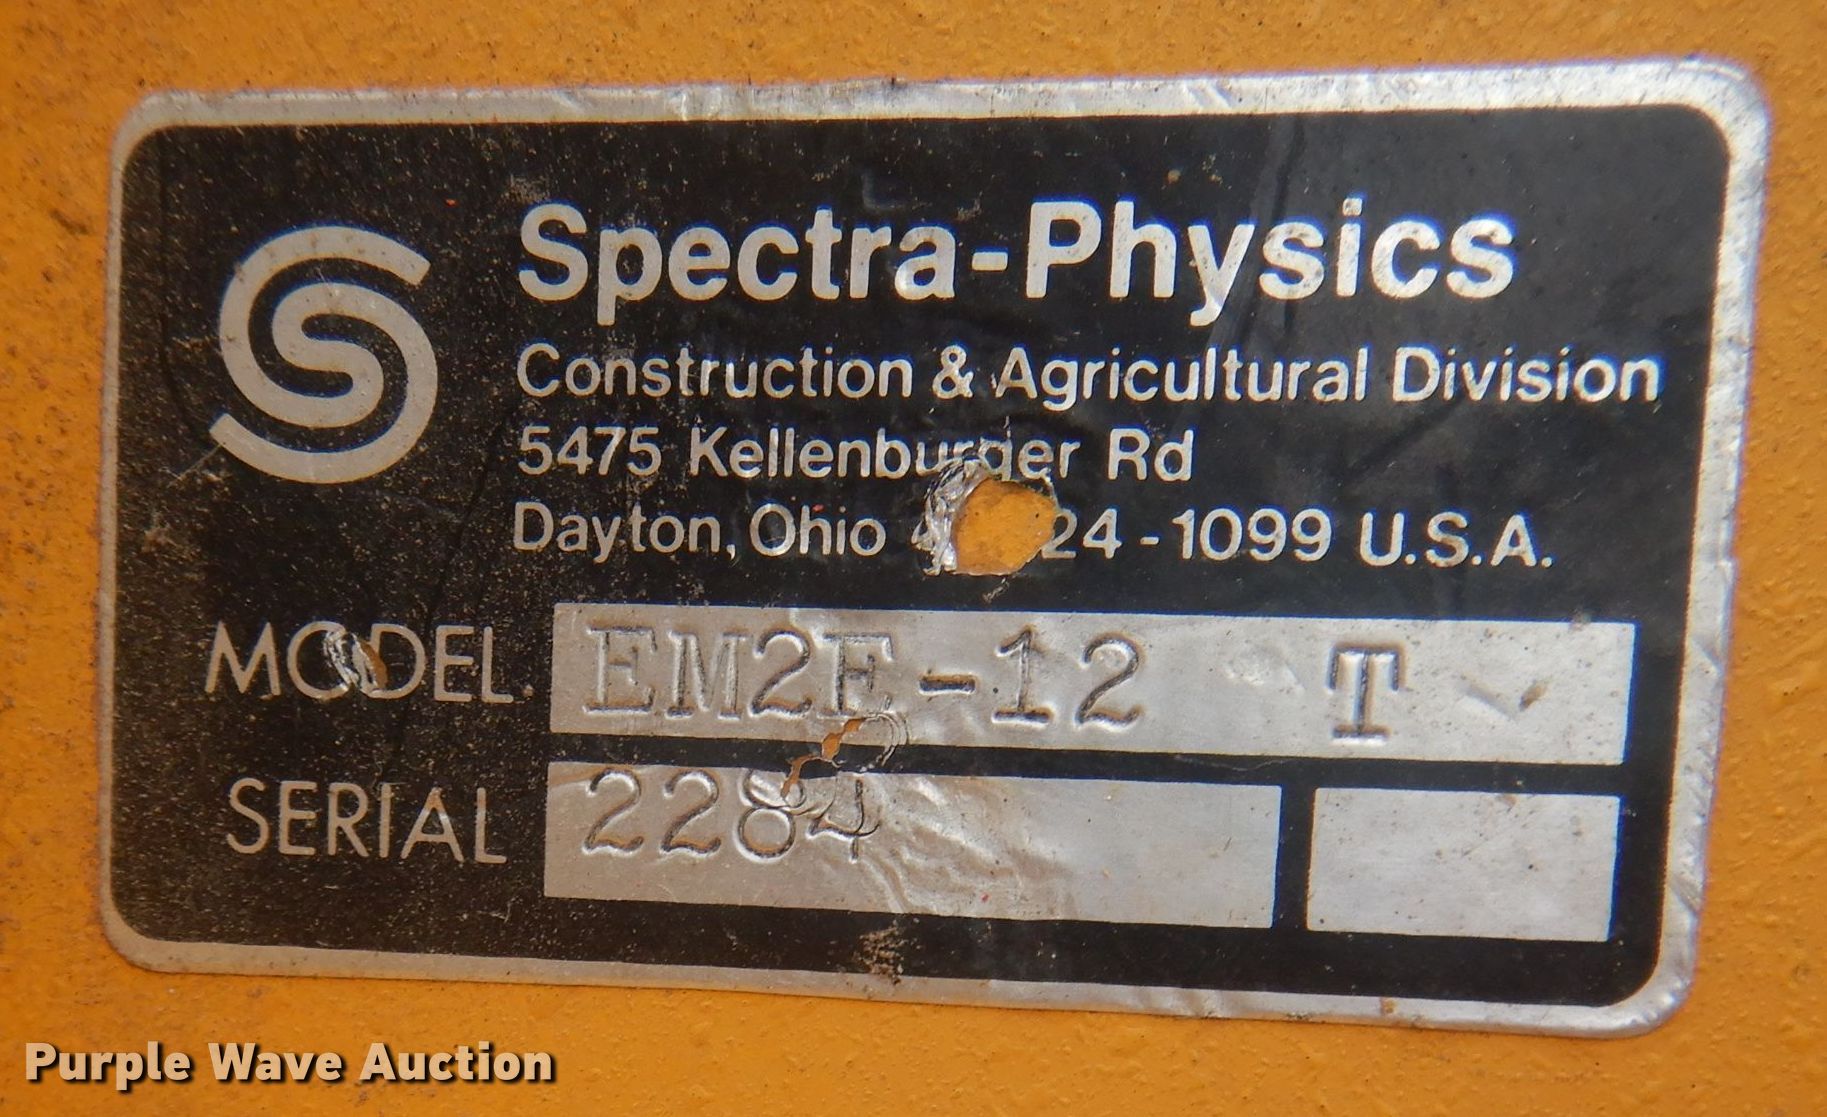 Spectra-Physics
Construction & Agricultural Division
5475 Kellenburger Rd
Dayton, Ohio 24-1099 U.S.A.
MODEL. EM2E-12 T
SERIAL 2284
Purple Wave Auction